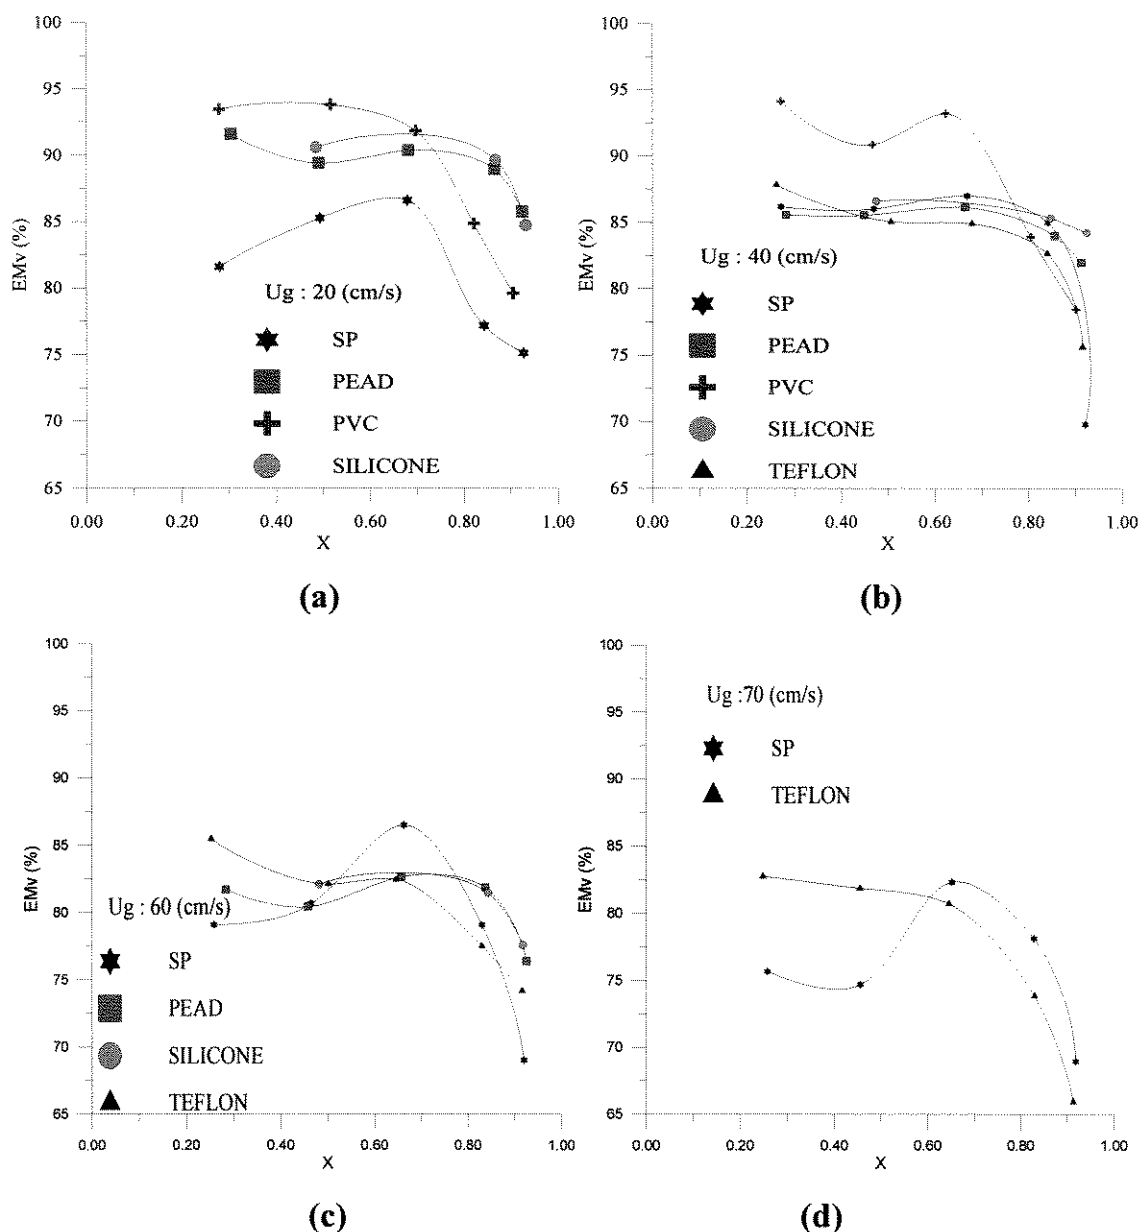 100
95
90
85
80
75
70
65
EMv (%)
Ug : 20 (cm/s)
SP
PEAD
PVC
SILICONE
0.00 0.20 0.40 0.60 0.80 1.00
X
(a)
100
95
90
85
80
75
70
65
EMv (%)
Ug : 40 (cm/s)
SP
PEAD
PVC
SILICONE
TEFLON
0.00 0.20 0.40 0.60 0.80 1.00
X
(b)
100
95
90
85
80
75
70
65
EMv (%)
Ug : 60 (cm/s)
SP
PEAD
SILICONE
TEFLON
0.00 0.20 0.40 0.60 0.80 1.00
X
(c)
100
95
90
85
80
75
70
65
EMv (%)
Ug :70 (cm/s)
SP
TEFLON
0.00 0.20 0.40 0.60 0.80 1.00
X
(d)